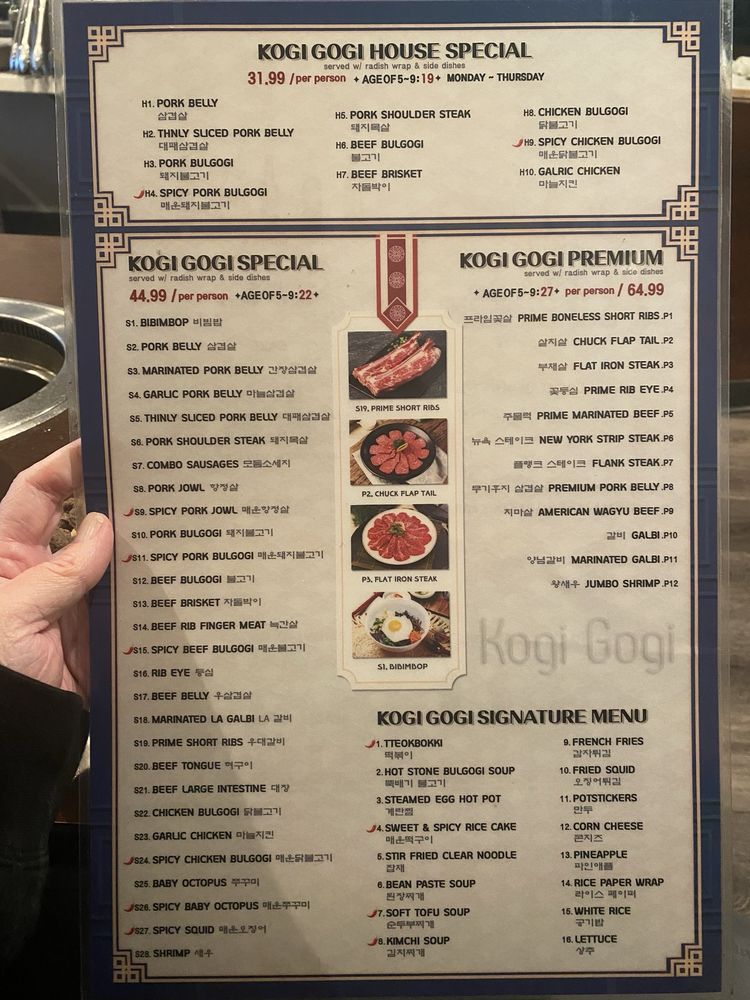 KOGI GOGI HOUSE SPECIAL
served w/ radish wrap & side dishes
31.99 /per person + AGE OF 5~9:19+ MONDAY ~ THURSDAY
H1. PORK BELLY
삼겹살
H2. THNLY SLICED PORK BELLY
대패삼겹살
H3. PORK BULGOGI
돼지불고기
H4. SPICY PORK BULGOGI
매운돼지불고기
H5. PORK SHOULDER STEAK
돼지목살
H6. BEEF BULGOGI
불고기
H7. BEEF BRISKET
차돌박이
H8. CHICKEN BULGOGI
닭불고기
H9. SPICY CHICKEN BULGOGI
매운닭불고기
H10. GALRIC CHICKEN
마늘치킨
KOGI GOGI SPECIAL
served w/ radish wrap & side dishes
44.99 /per person +AGE OF 5~9:22+
S1. BIBIMBOP 비빔밥
S2. PORK BELLY 삼겹살
S3. MARINATED PORK BELLY 간장삼겹살
S4. GARLIC PORK BELLY 마늘삼겹살
S5. THINLY SLICED PORK BELLY 대패삼겹살
S6. PORK SHOULDER STEAK 돼지목살
S7. COMBO SAUSAGES 모듬소세지
S8. PORK JOWL 항정살
S9. SPICY PORK JOWL 매운항정살
S10. PORK BULGOGI 돼지불고기
S11. SPICY PORK BULGOGI 매운돼지불고기
S12. BEEF BULGOGI 불고기
S13. BEEF BRISKET 차돌박이
S14. BEEF RIB FINGER MEAT 늑간살
S15. SPICY BEEF BULGOGI 매운불고기
S16. RIB EYE 등심
S17. BEEF BELLY 우삼겹살
S18. MARINATED LA GALBI LA 갈비
S19. PRIME SHORT RIBS 우대갈비
S20. BEEF TONGUE 혀구이
S21. BEEF LARGE INTESTINE 대창
S22. CHICKEN BULGOGI 닭불고기
S23. GARLIC CHICKEN 마늘치킨
S24. SPICY CHICKEN BULGOGI 매운닭불고기
S25. BABY OCTOPUS 쭈꾸미
S26. SPICY BABY OCTOPUS 매운쭈꾸미
S27. SPICY SQUID 매운오징어
S28. SHRIMP 새우
S19. PRIME SHORT RIBS
P2. CHUCK FLAP TAIL
P3. FLAT IRON STEAK
S1. BIBIMBOP
KOGI GOGI PREMIUM
served w/ radish wrap & side dishes
+ AGE OF 5~9:27+ per person / 64.99
프라임꽃살 PRIME BONELESS SHORT RIBS .P1
살치살 CHUCK FLAP TAIL .P2
부채살 FLAT IRON STEAK .P3
꽃등심 PRIME RIB EYE .P4
주물럭 PRIME MARINATED BEEF .P5
뉴욕 스테이크 NEW YORK STRIP STEAK .P6
플랭크 스테이크 FLANK STEAK .P7
삼겹살 PREMIUM PORK BELLY .P8
치마살 AMERICAN WAGYU BEEF .P9
갈비 GALBI .P10
양념갈비 MARINATED GALBI .P11
왕새우 JUMBO SHRIMP .P12
Kogi Gogi
KOGI GOGI SIGNATURE MENU
1. TTEOKBOKKI
떡볶이
2. HOT STONE BULGOGI SOUP
뚝배기 불고기
3. STEAMED EGG HOT POT
계란찜
4. SWEET & SPICY RICE CAKE
매운떡구이
5. STIR FRIED CLEAR NOODLE
잡채
6. BEAN PASTE SOUP
된장찌개
7. SOFT TOFU SOUP
순두부찌개
8. KIMCHI SOUP
김치찌개
9. FRENCH FRIES
감자튀김
10. FRIED SQUID
오징어튀김
11. POTSTICKERS
만두
12. CORN CHEESE
콘치즈
13. PINEAPPLE
파인애플
14. RICE PAPER WRAP
라이스 페이퍼
15. WHITE RICE
공기밥
16. LETTUCE
상추